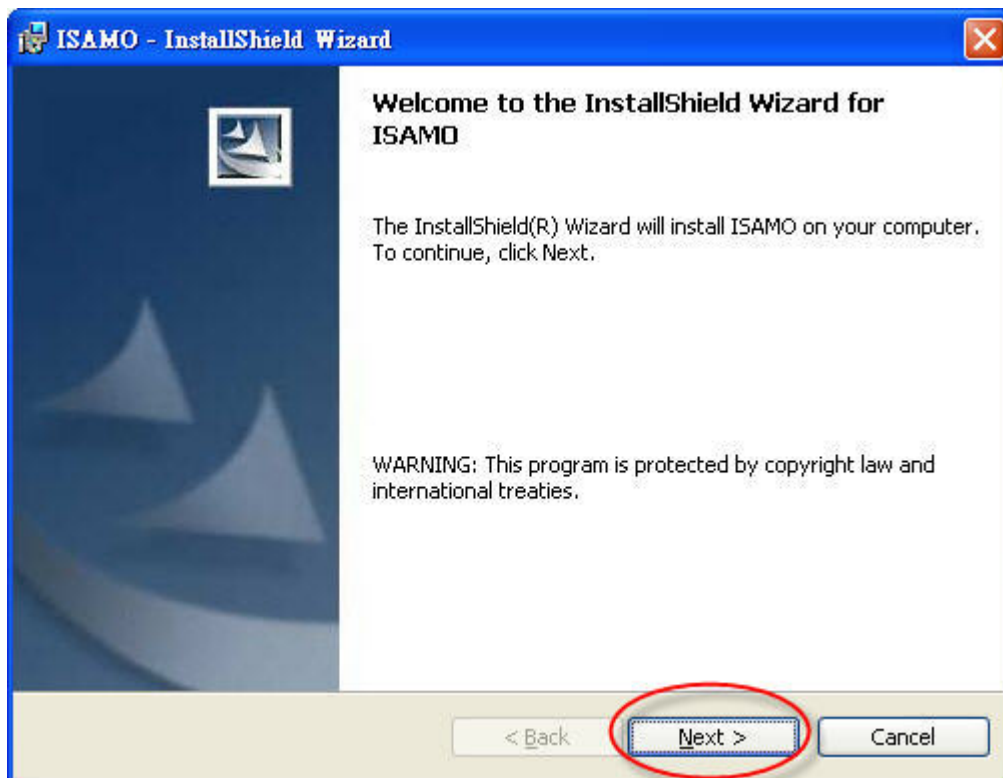 ISAMO - InstallShield Wizard
Welcome to the InstallShield Wizard for
ISAMO
The InstallShield(R) Wizard will install ISAMO on your computer.
To continue, click Next.
WARNING: This program is protected by copyright law and
international treaties.
< Back
Next >
Cancel